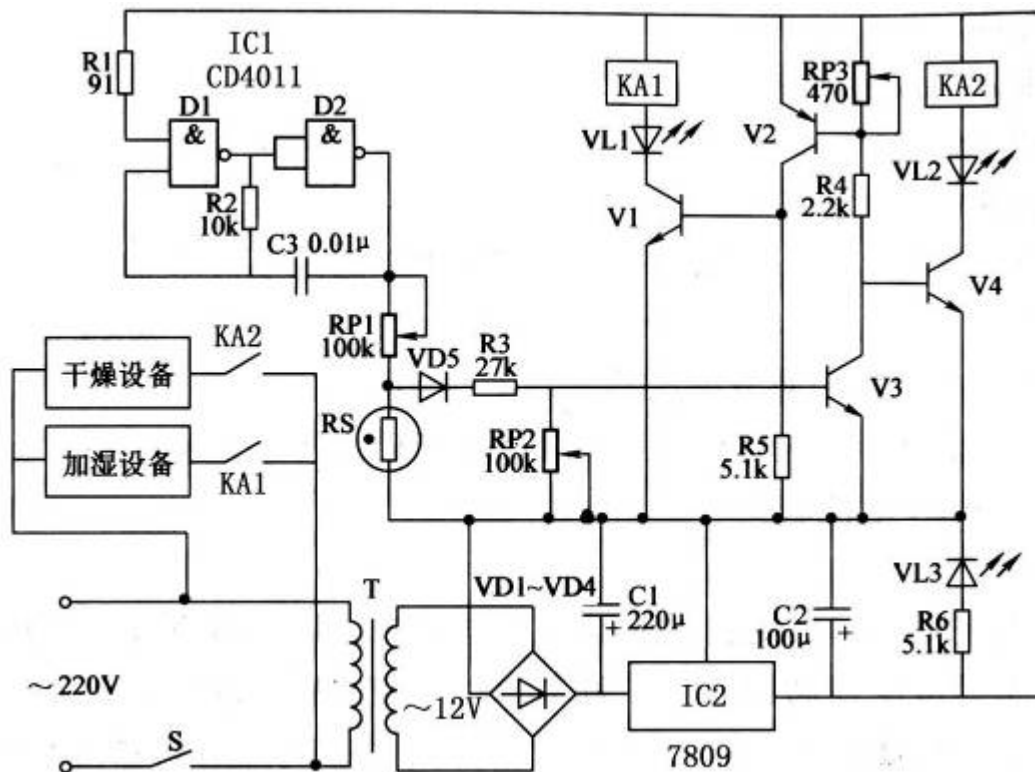 IC1
CD4011
R1
91
D1
&
D2
&
R2
10k
C3 0.01μ
KA1
VL1
V1
V2
RP3
470
R4
2.2k
KA2
VL2
V4
RP1
100k
VD5
R3
27k
V3
RS
RP2
100k
R5
5.1k
KA2
干燥设备
加湿设备
KA1
T
VD1~VD4
C1
220μ
+
C2
100μ
+
VL3
R6
5.1k
~220V
~12V
S
IC2
7809